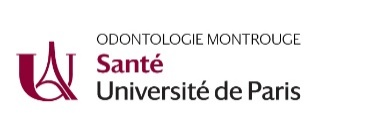 ODONTOLOGIE MONTROUGE
Santé
Université de Paris